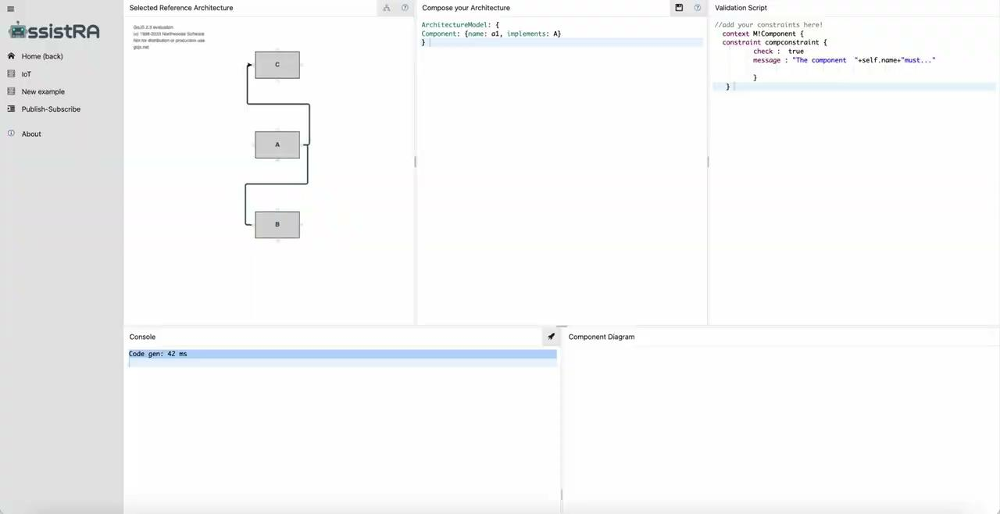 ssistRA
Home (back)
IoT
New example
Publish-Subscribe
About
Selected Reference Architecture
GoJS 2.3 evaluation
(c) 1998-2023 Northwoods Software
Not for distribution or production use
gojs.net
C
A
B
Compose your Architecture
ArchitectureModel: {
Component: {name: a1, implements: A}
}
Validation Script
//add your constraints here!
context M!Component {
constraint compconstraint {
check : true
message : "The component "+self.name+"must..."
}
}
Console
Code gen: 42 ms
Component Diagram